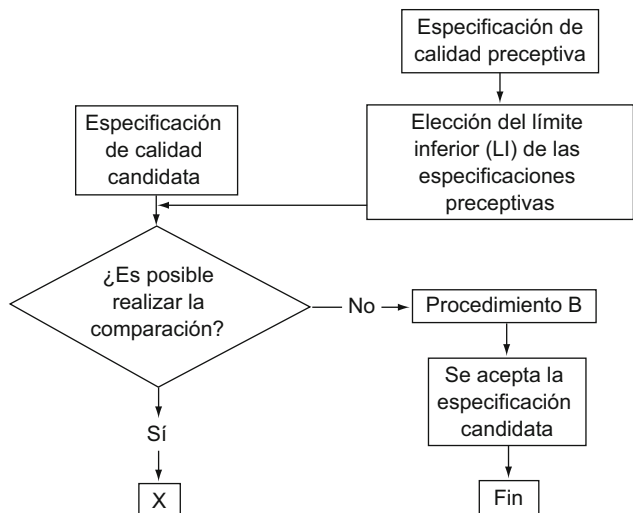 Especificación de
calidad preceptiva
Elección del límite
inferior (LI) de las
especificaciones
preceptivas
Especificación
de calidad
candidata
¿Es posible
realizar la
comparación?
No
Procedimiento B
Se acepta la
especificación
candidata
Fin
Sí
X